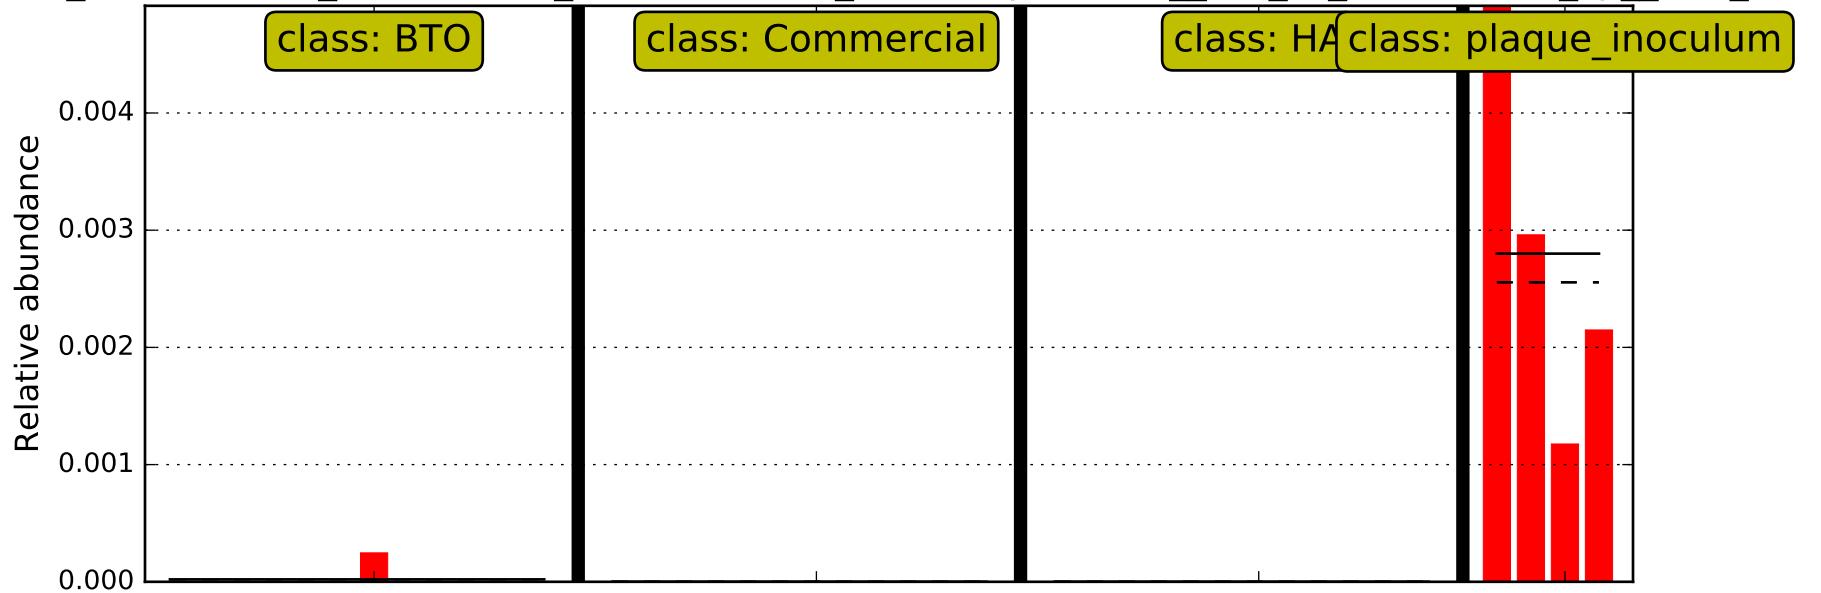 class: BTO
class: Commercial
class: HA
class: plaque_inoculum
0.004
0.003
0.002
0.001
0.000
Relative abundance